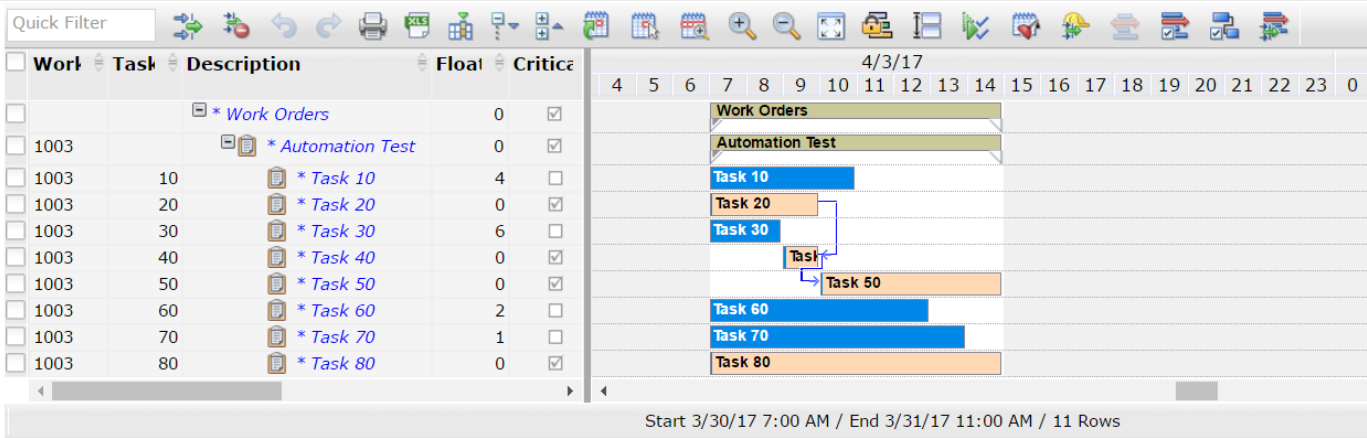 Quick Filter
XLS
Work Task Description Float Critica
4/3/17
4 5 6 7 8 9 10 11 12 13 14 15 16 17 18 19 20 21 22 23 0
* Work Orders 0 Work Orders
1003 * Automation Test 0 Automation Test
1003 10 * Task 10 4 Task 10
1003 20 * Task 20 0 Task 20
1003 30 * Task 30 6 Task 30
1003 40 * Task 40 0 Task
1003 50 * Task 50 0 Task 50
1003 60 * Task 60 2 Task 60
1003 70 * Task 70 1 Task 70
1003 80 * Task 80 0 Task 80
Start 3/30/17 7:00 AM / End 3/31/17 11:00 AM / 11 Rows